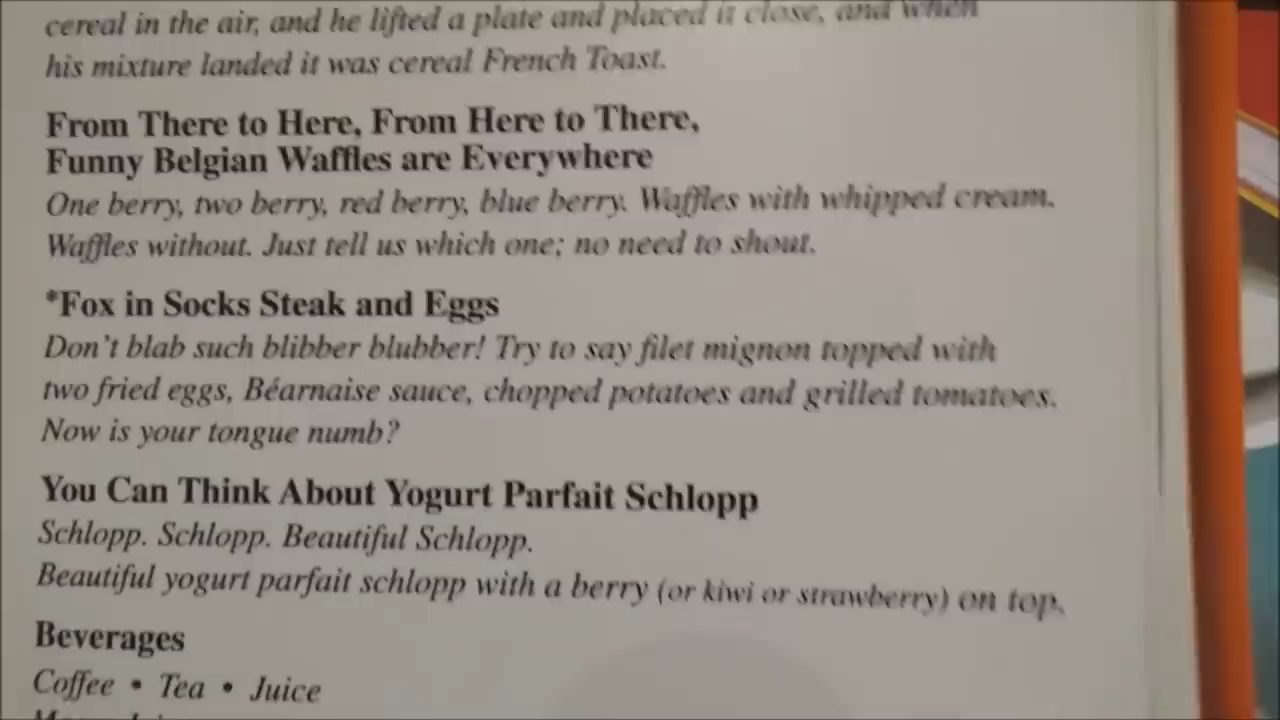 cereal in the air, and he lifted a plate and placed it close, and when
his mixture landed it was cereal French Toast.
From There to Here, From Here to There,
Funny Belgian Waffles are Everywhere
One berry, two berry, red berry, blue berry. Waffles with whipped cream.
Waffles without. Just tell us which one; no need to shout.
*Fox in Socks Steak and Eggs
Don't blab such blibber blubber! Try to say filet mignon topped with
two fried eggs, Béarnaise sauce, chopped potatoes and grilled tomatoes.
Now is your tongue numb?
You Can Think About Yogurt Parfait Schlopp
Schlopp. Schlopp. Beautiful Schlopp.
Beautiful yogurt parfait schlopp with a berry (or kiwi or strawberry) on top.
Beverages
Coffee • Tea • Juice